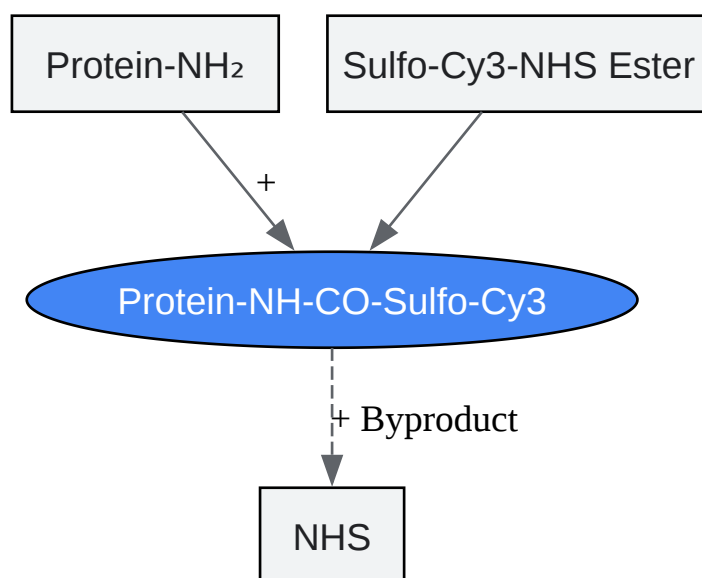 Protein-NH₂
Sulfo-Cy3-NHS Ester
+
Protein-NH-CO-Sulfo-Cy3
+ Byproduct
NHS